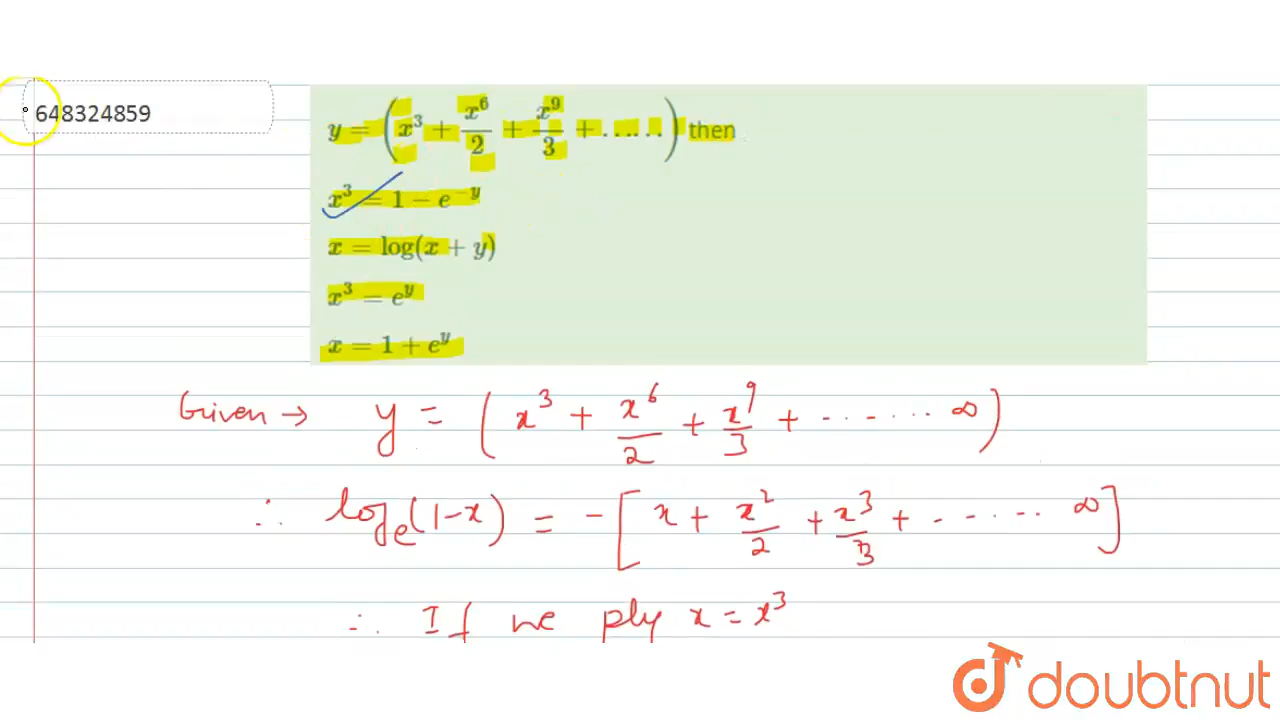 648324859
y = (x³ + x⁶/2 + x⁹/3 + ......) then
x³ = 1 − e⁻ʸ
x = log(x + y)
x³ = eʸ
x = 1 + eʸ
Given → y = (x³ + x⁶/2 + x⁹/3 + ........ ∞)
∴ logₑ(1-x) = -[x + x²/2 + x³/3 + ....... ∞]
∴ If we ply x = x³
doubtnut